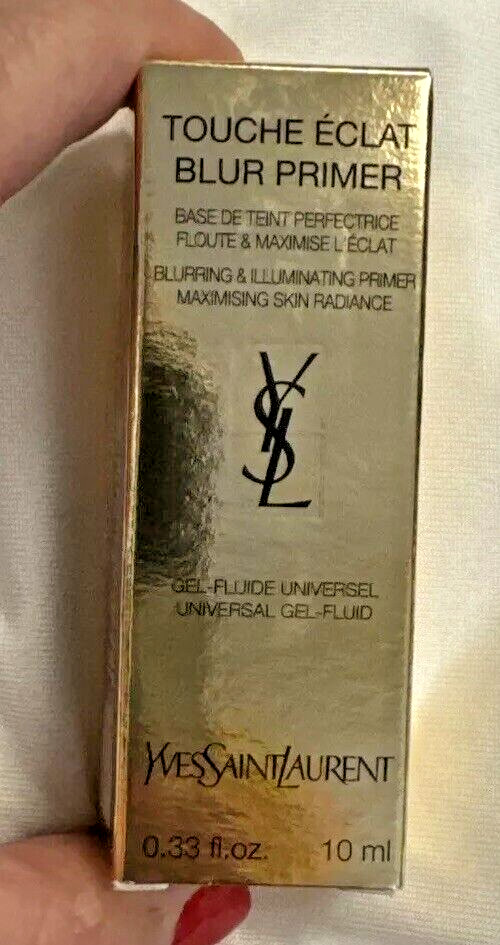 TOUCHE ÉCLAT
BLUR PRIMER
BASE DE TEINT PERFECTRICE
FLOUTE & MAXIMISE L'ÉCLAT
BLURRING & ILLUMINATING PRIMER
MAXIMISING SKIN RADIANCE
YSL
GEL-FLUIDE UNIVERSEL
UNIVERSAL GEL-FLUID
YVESSAINTLAURENT
0.33 fl.oz. 10 ml